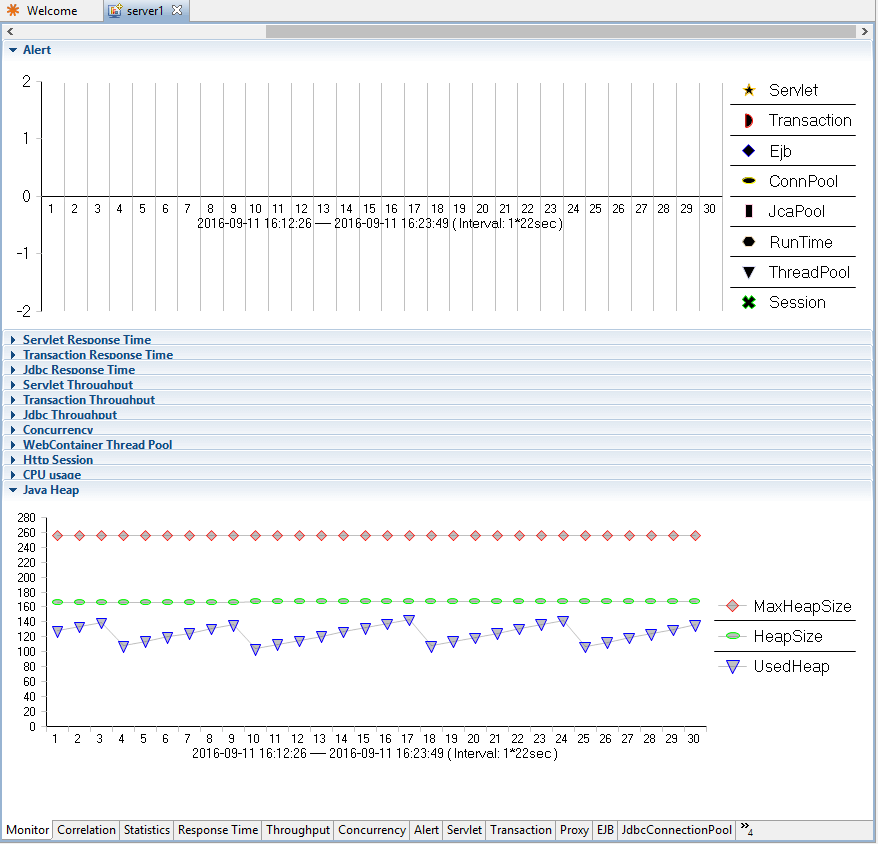 Welcome server1
Alert
2
1
0
-1
-2
1 2 3 4 5 6 7 8 9 10 11 12 13 14 15 16 17 18 19 20 21 22 23 24 25 26 27 28 29 30
2016-09-11 16:12:26 ── 2016-09-11 16:23:49 ( Interval: 1*22sec )
Servlet
Transaction
Ejb
ConnPool
JcaPool
RunTime
ThreadPool
Session
Servlet Response Time
Transaction Response Time
Jdbc Response Time
Servlet Throughput
Transaction Throughput
Jdbc Throughput
Concurrency
WebContainer Thread Pool
Http Session
CPU usage
Java Heap
280
260
240
220
200
180
160
140
120
100
80
60
40
20
0
1 2 3 4 5 6 7 8 9 10 11 12 13 14 15 16 17 18 19 20 21 22 23 24 25 26 27 28 29 30
2016-09-11 16:12:26 ── 2016-09-11 16:23:49 ( Interval: 1*22sec )
MaxHeapSize
HeapSize
UsedHeap
Monitor Correlation Statistics Response Time Throughput Concurrency Alert Servlet Transaction Proxy EJB JdbcConnectionPool »4